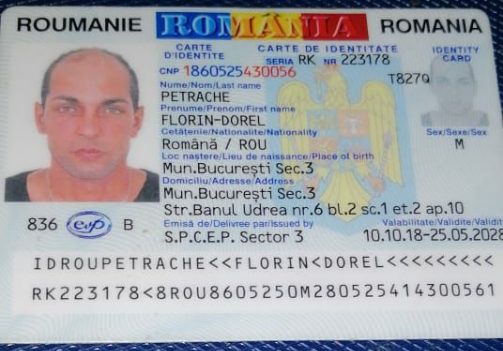 ROUMANIE ROMÂNIA ROMANIA
CARTE D'IDENTITE CARTE DE IDENTITATE IDENTITY CARD
SERIA RK NR 223178
CNP 1860525430056 T827Q
Nume/Nom/Last name
PETRACHE
Prenume/Prenom/First name
FLORIN-DOREL
Cetăţenie/Nationalite/Nationality Sex/Sexe/Sex
Română / ROU M
Loc naştere/Lieu de naissance/Place of birth
Mun.Bucureşti Sec.3
Domiciliu/Adresse/Address
Mun.Bucureşti Sec.3
Str.Banul Udrea nr.6 bl.2 sc.1 et.2 ap.10
836 B Emisă de/Delivree par/Issued by Valabilitate/Validite/Validity
S.P.C.E.P. Sector 3 10.10.18-25.05.2028
IDROUPETRACHE<<FLORIN<DOREL<<<<<<<<<
RK223178<8ROU8605250M280525414300561